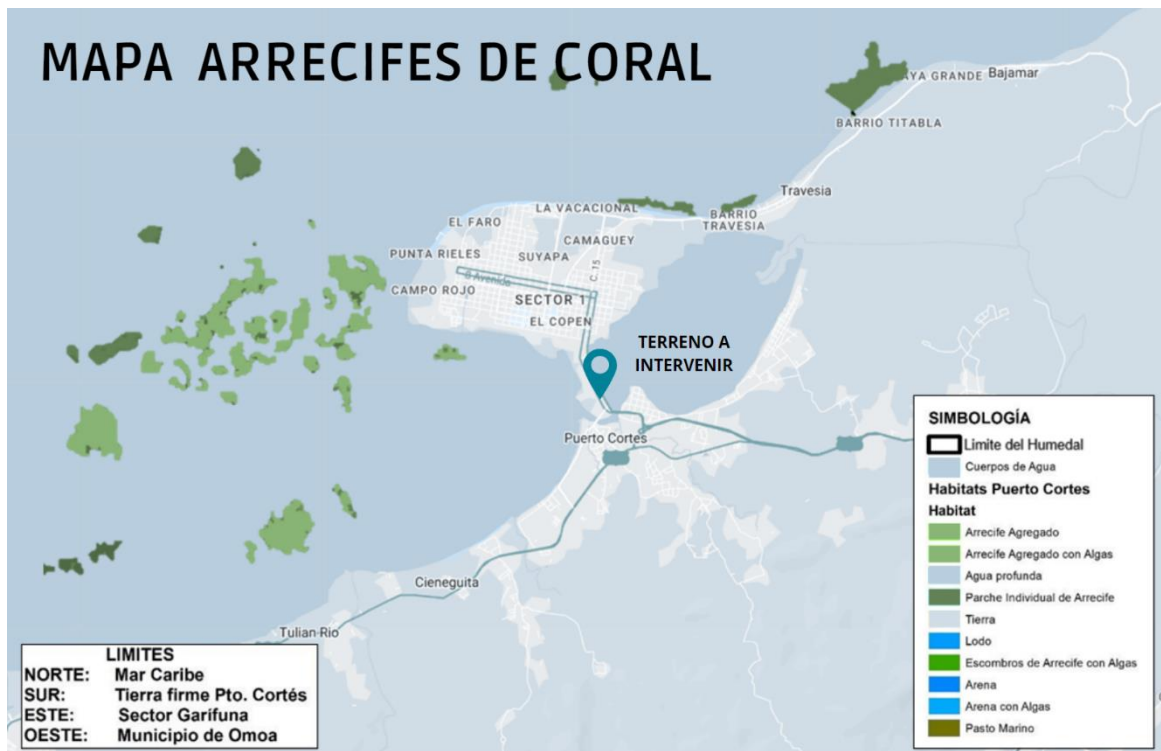 MAPA ARRECIFES DE CORAL
AYA GRANDE
Bajamar
BARRIO TITABLA
Travesia
LA VACACIONAL
BARRIO
TRAVESIA
EL FARO
CAMAGUEY
PUNTA RIELES
SUYAPA
C. 15
8 Avenida
CAMPO ROJO
SECTOR 1
EL COPEN
TERRENO A
INTERVENIR
Puerto Cortes
Cieneguita
Tulian Rio
LIMITES
NORTE: Mar Caribe
SUR: Tierra firme Pto. Cortés
ESTE: Sector Garífuna
OESTE: Municipio de Omoa
SIMBOLOGÍA
Limite del Humedal
Cuerpos de Agua
Habitats Puerto Cortes
Habitat
Arrecife Agregado
Arrecife Agregado con Algas
Agua profunda
Parche Individual de Arrecife
Tierra
Lodo
Escombros de Arrecife con Algas
Arena
Arena con Algas
Pasto Marino